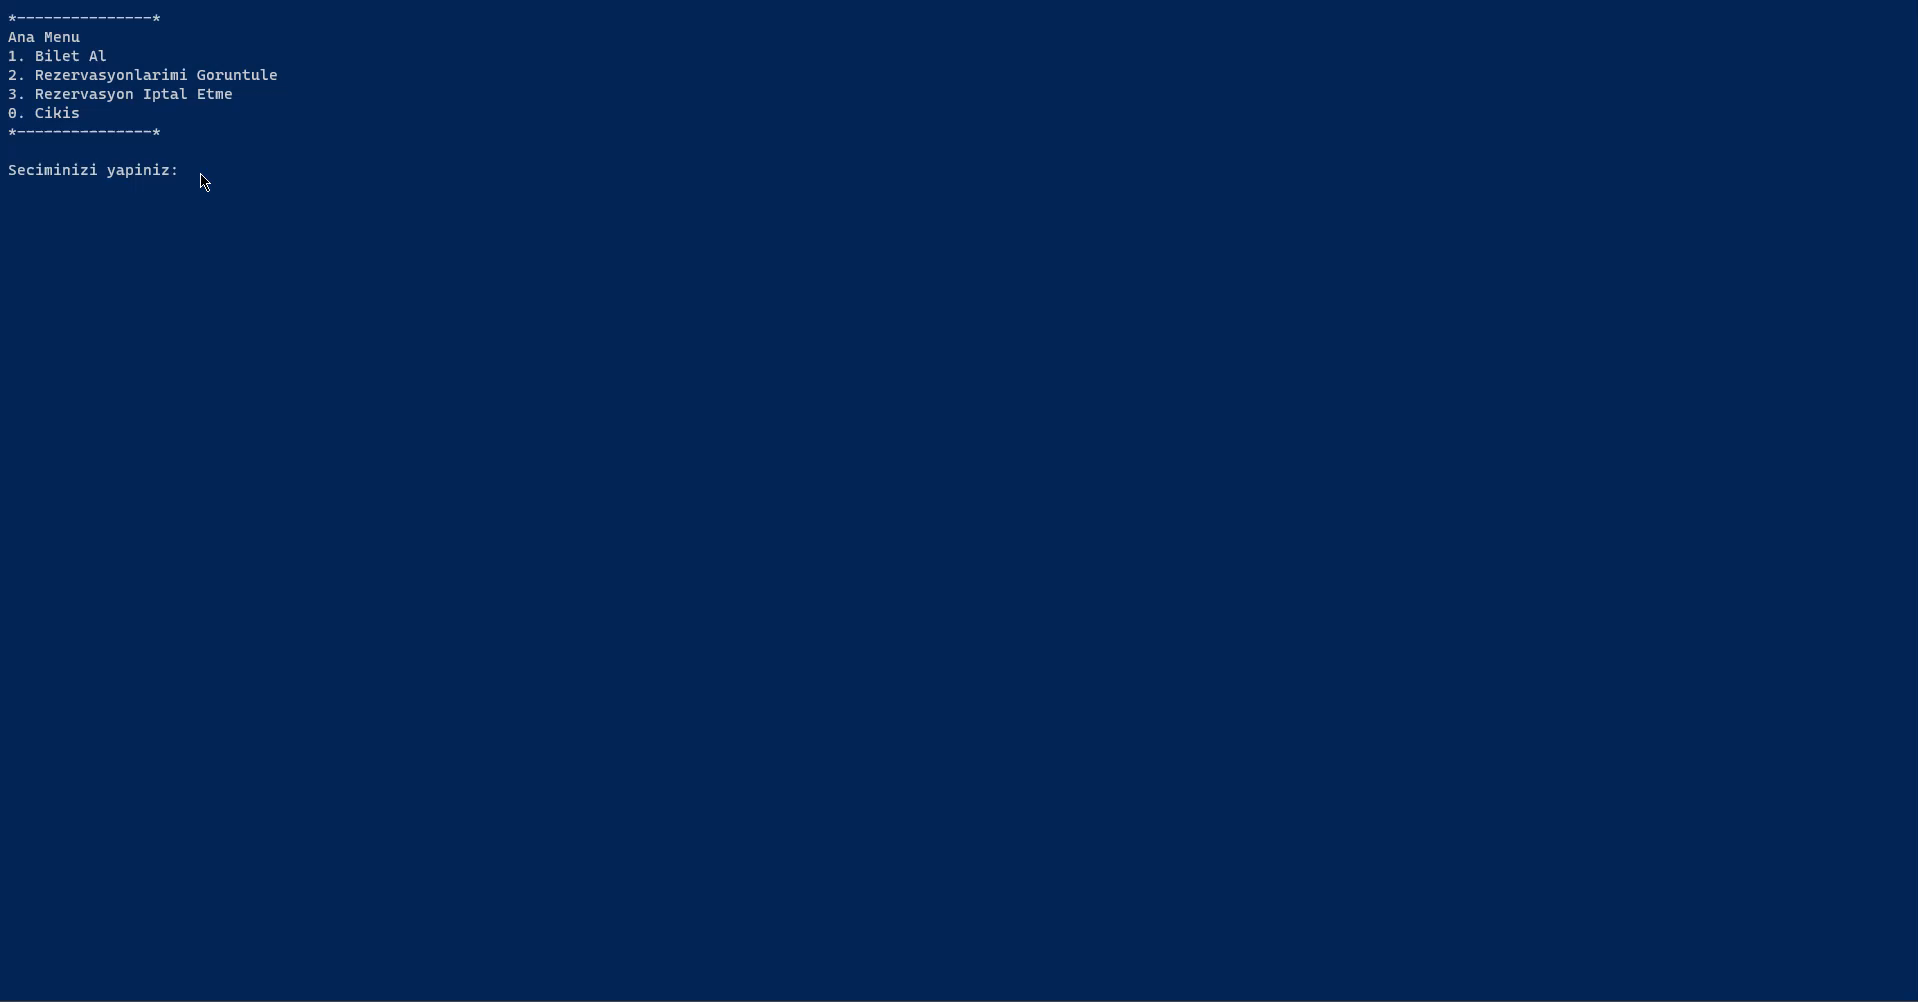 *---------------*
Ana Menu
1. Bilet Al
2. Rezervasyonlarimi Goruntule
3. Rezervasyon Iptal Etme
0. Cikis
*---------------*
Seciminizi yapiniz: